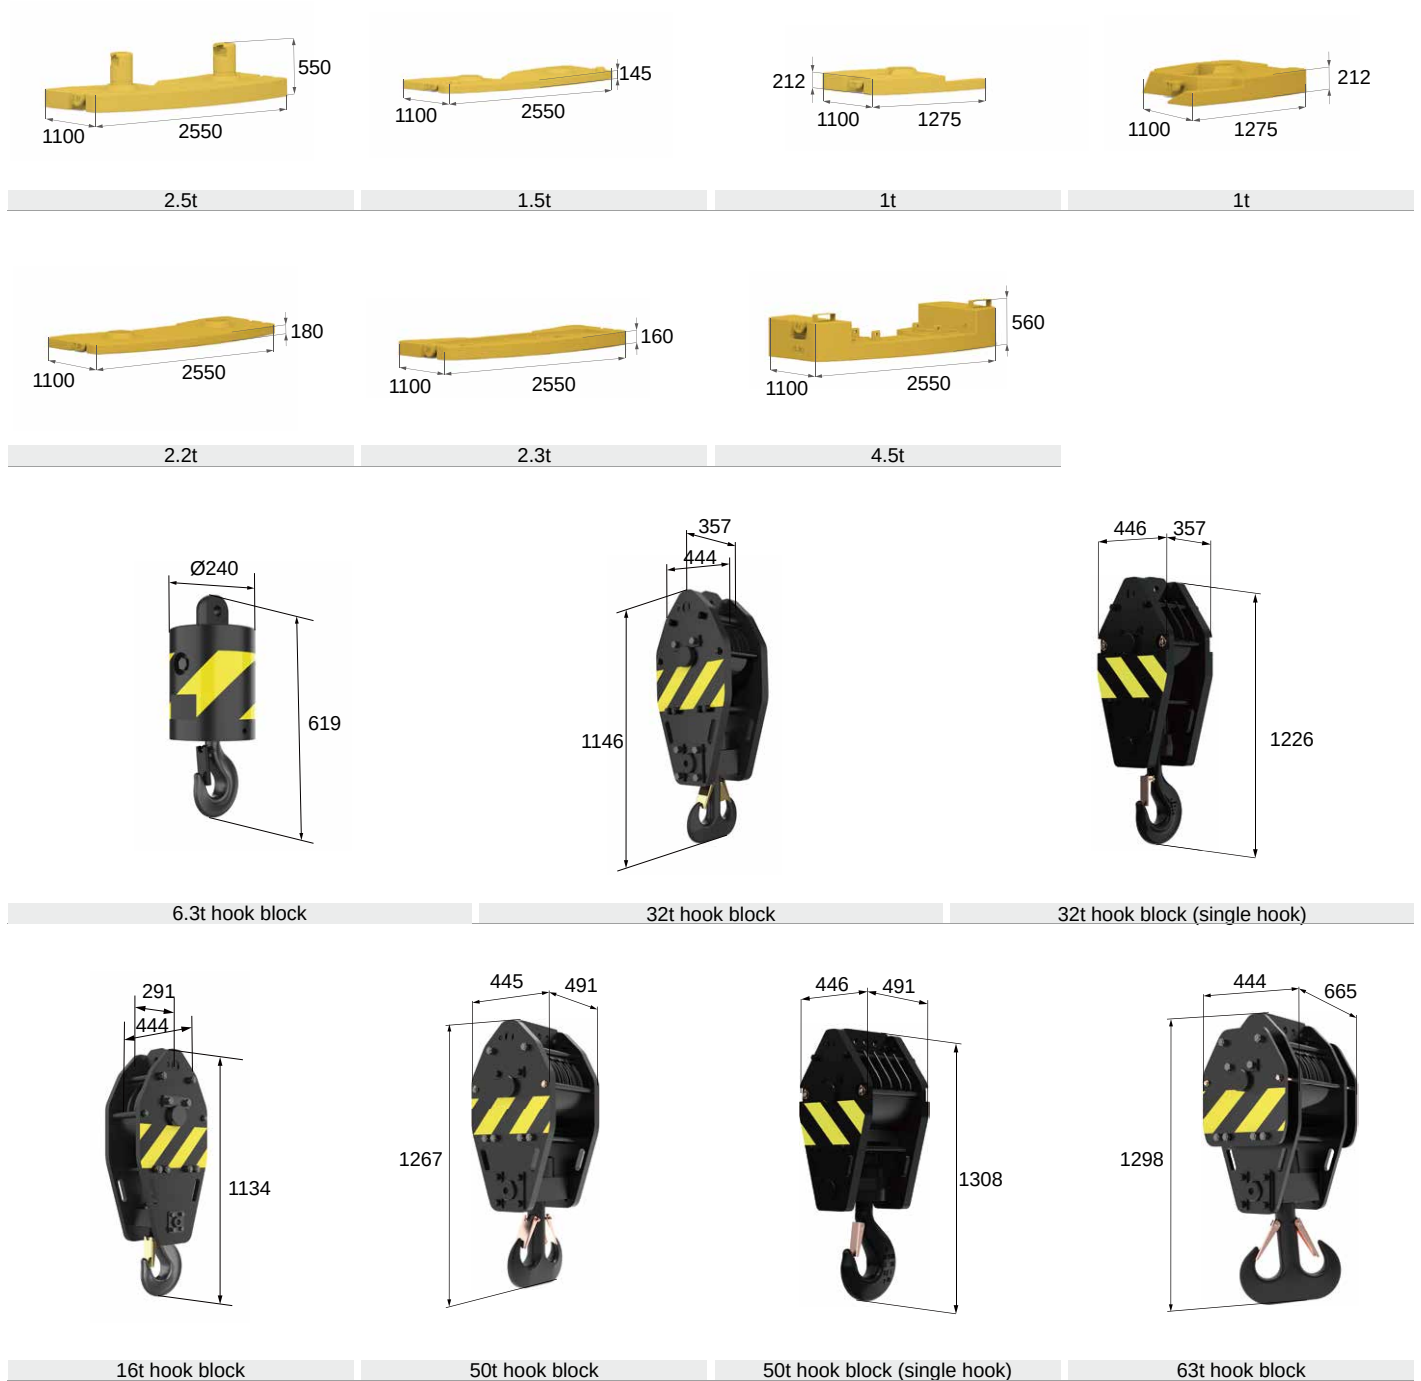 550
1100
2550
145
1100
2550
212
1100
1275
212
1100
1275
2.5t
1.5t
1t
1t
180
1100
2550
160
1100
2550
560
1100
2550
2.2t
2.3t
4.5t
Ø240
619
357
444
1146
446
357
1226
6.3t hook block
32t hook block
32t hook block (single hook)
291
444
1134
445
491
1267
446
491
1308
444
665
1298
16t hook block
50t hook block
50t hook block (single hook)
63t hook block